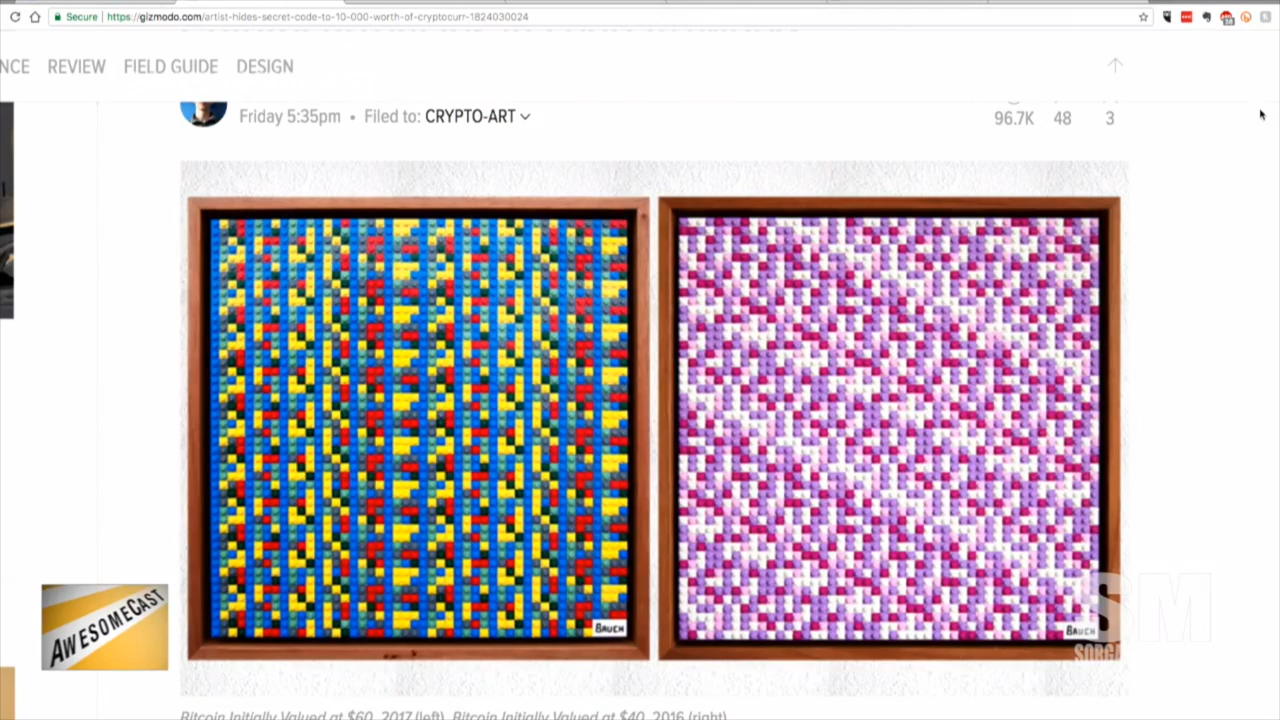 Secure https://gizmodo.com/artist-hides-secret-code-to-10-000-worth-of-cryptocurr-1824030024
NCE REVIEW FIELD GUIDE DESIGN
Friday 5:35pm • Filed to: CRYPTO-ART
96.7K 48 3
BAUCH
BAUCH
AWESOMECAST
SM
SORGA
Bitcoin Initially Valued at $60, 2017 (left), Bitcoin Initially Valued at $40, 2016 (right)